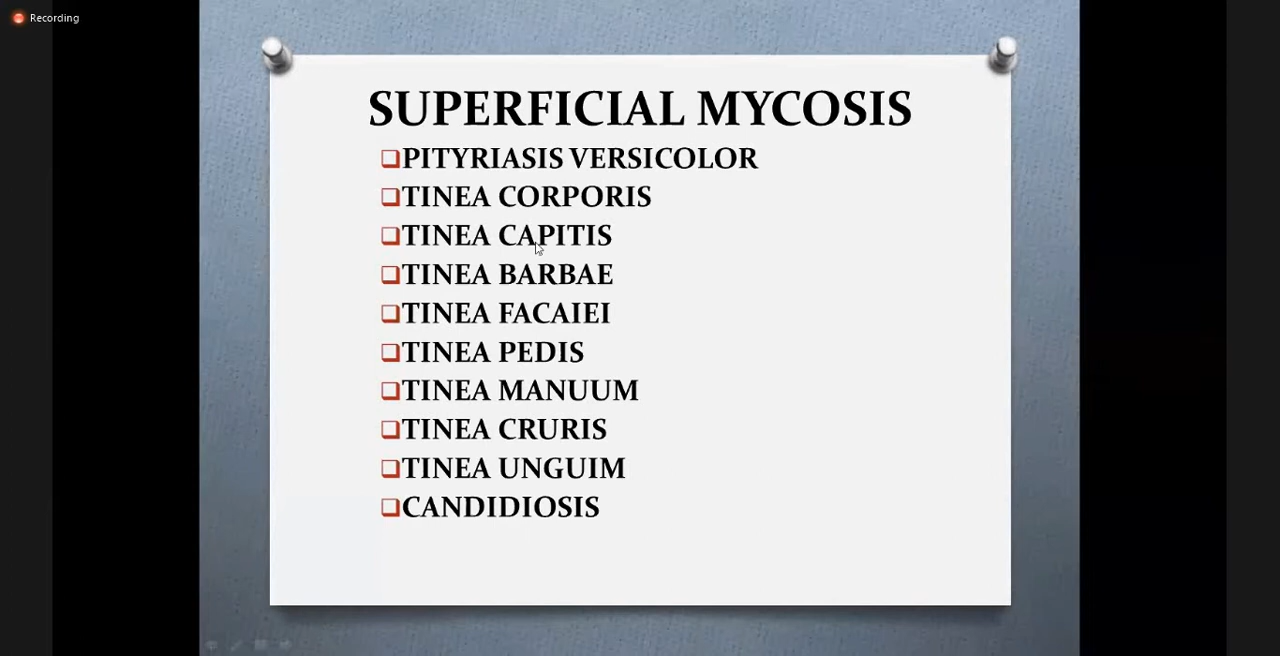 Recording
SUPERFICIAL MYCOSIS
PITYRIASIS VERSICOLOR
TINEA CORPORIS
TINEA CAPITIS
TINEA BARBAE
TINEA FACAIEI
TINEA PEDIS
TINEA MANUUM
TINEA CRURIS
TINEA UNGUIM
CANDIDIOSIS